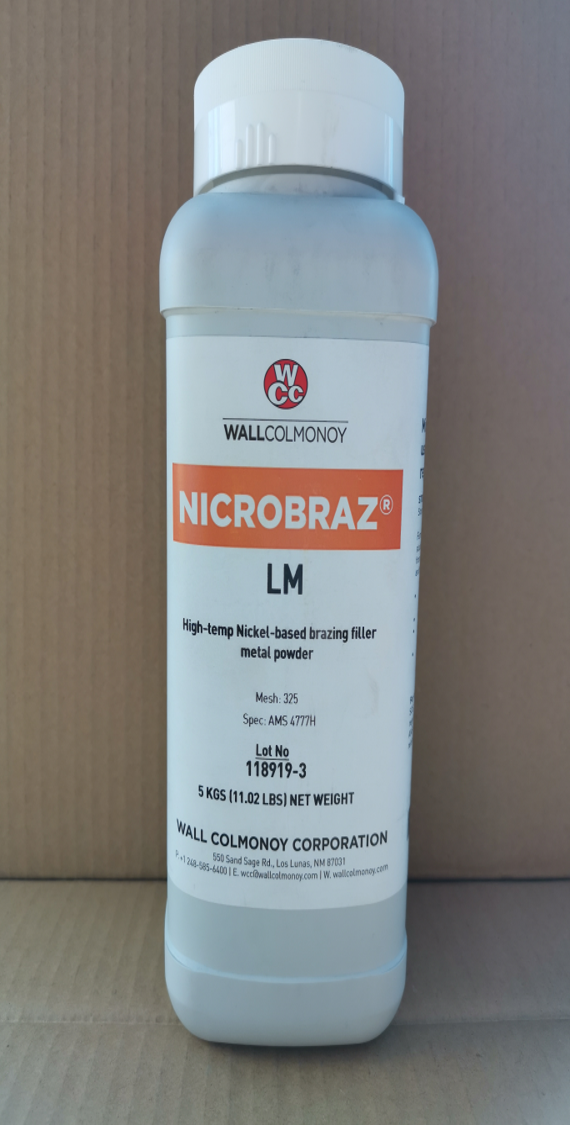 W
CC
WALLCOLMONOY
NICROBRAZ®
LM
High-temp Nickel-based brazing filler
metal powder
Mesh: 325
Spec: AMS 4777H
Lot No
118919-3
5 KGS (11.02 LBS) NET WEIGHT
WALL COLMONOY CORPORATION
550 Sand Sage Rd., Los Lunas, NM 87031
P. +1 248-585-6400 | E. wcc@wallcolmonoy.com | W. wallcolmonoy.com